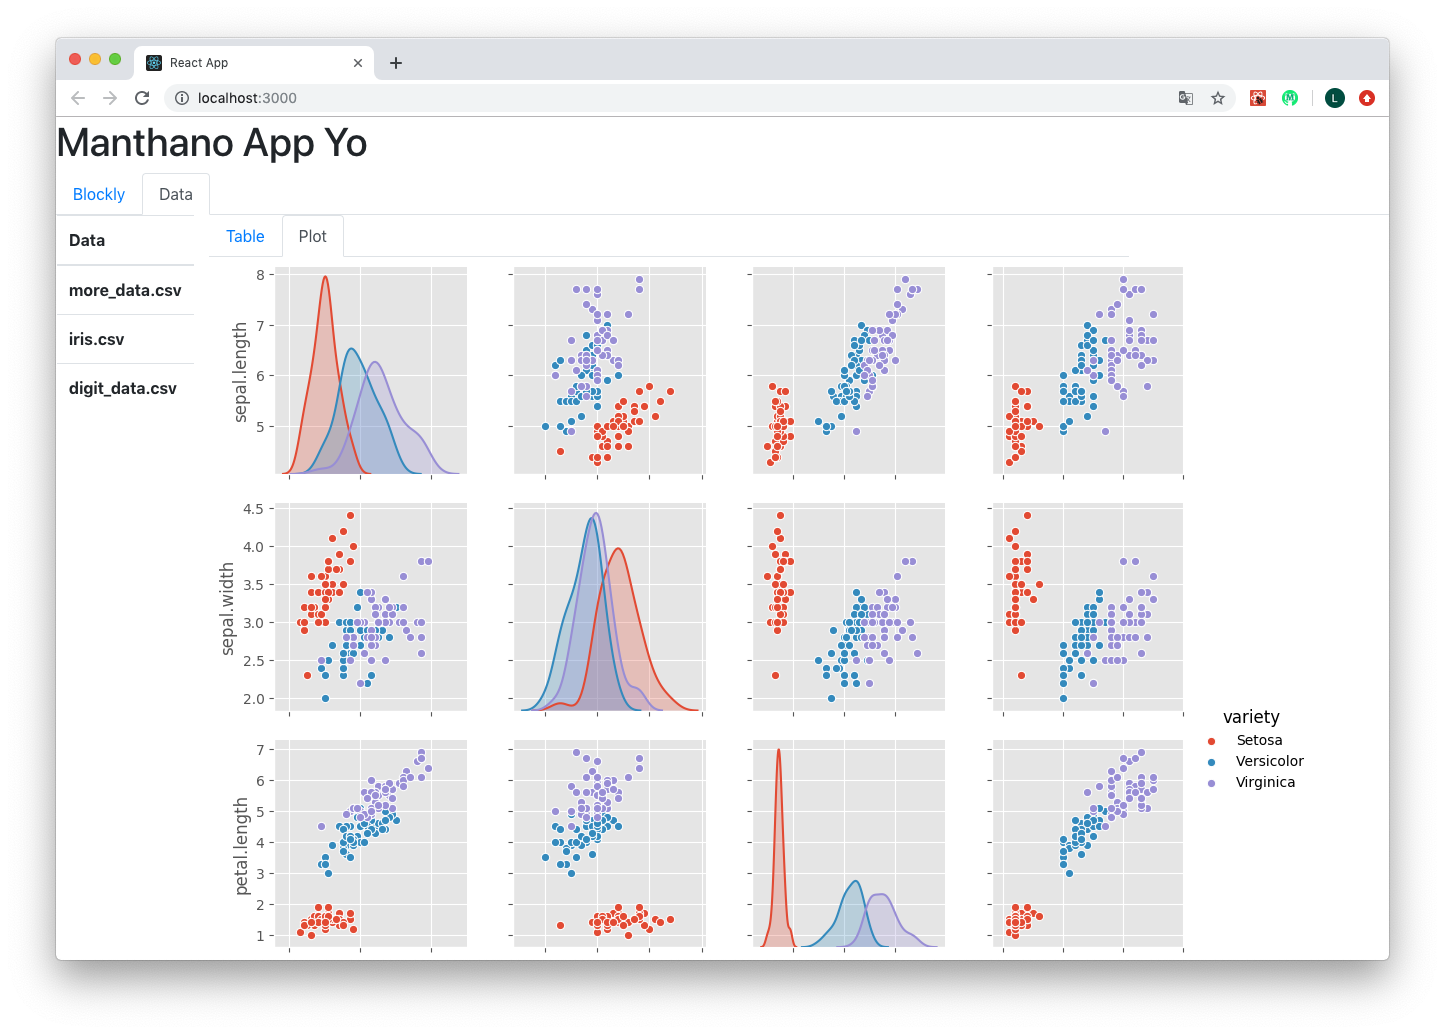 React App
localhost:3000
L
Manthano App Yo
Blockly Data
Data
more_data.csv
iris.csv
digit_data.csv
Table Plot
sepal.length
8
7
6
5
sepal.width
4.5
4.0
3.5
3.0
2.5
2.0
petal.length
7
6
5
4
3
2
1
variety
Setosa
Versicolor
Virginica